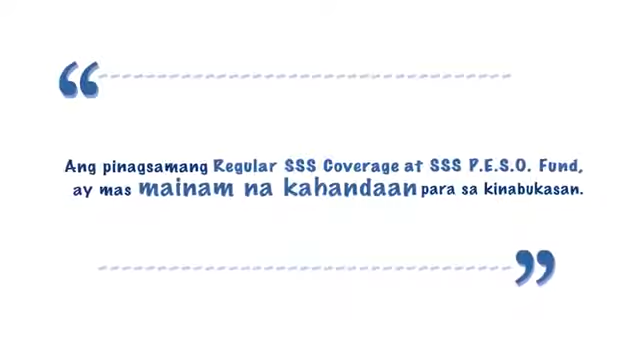 Ang pinagsamang Regular SSS Coverage at SSS P.E.S.O. Fund,
ay mas mainam na kahandaan para sa kinabukasan.